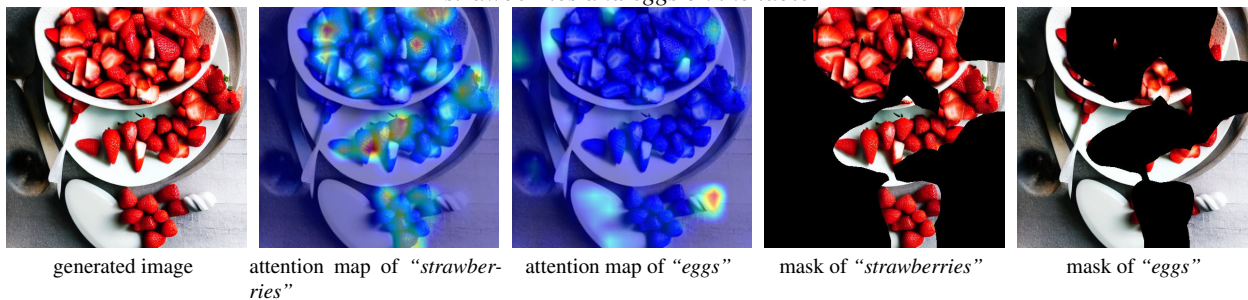 generated image
attention map of “strawber-
ries”
attention map of “eggs”
mask of “strawberries”
mask of “eggs”